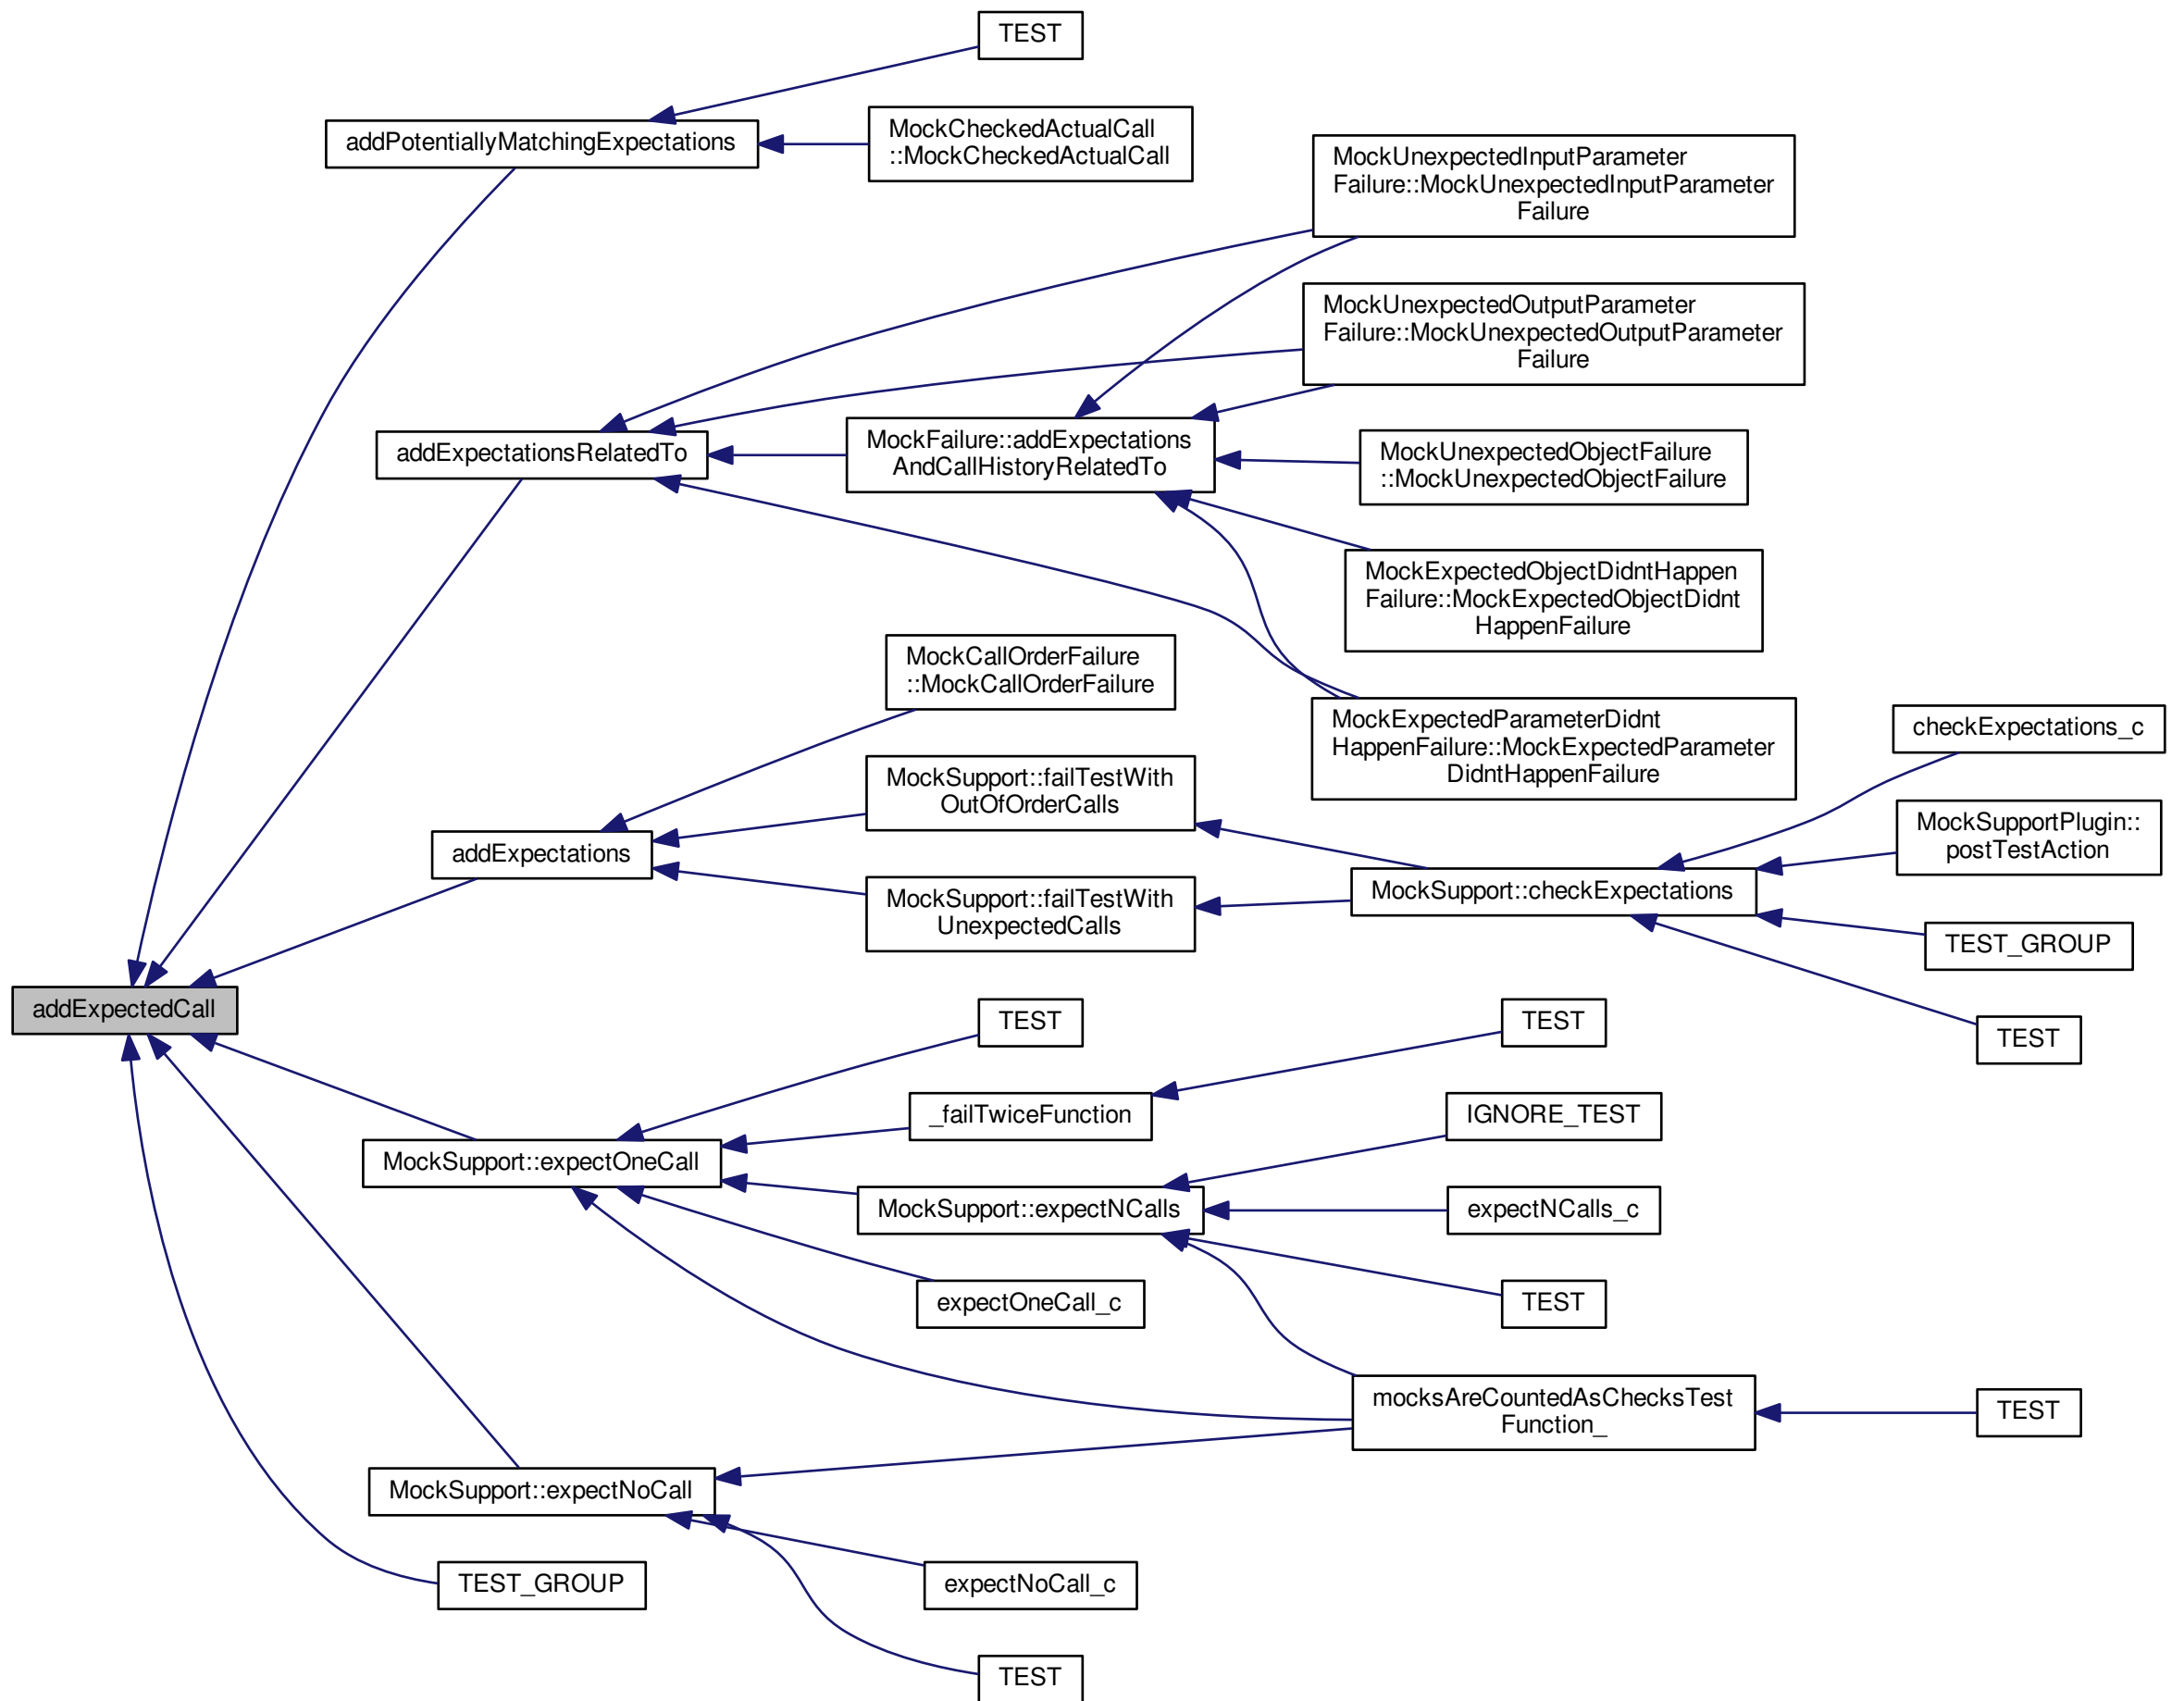 TEST
addPotentiallyMatchingExpectations
MockCheckedActualCall
::MockCheckedActualCall
MockUnexpectedInputParameter
Failure::MockUnexpectedInputParameter
Failure
MockUnexpectedOutputParameter
Failure::MockUnexpectedOutputParameter
Failure
addExpectationsRelatedTo
MockFailure::addExpectations
AndCallHistoryRelatedTo
MockUnexpectedObjectFailure
::MockUnexpectedObjectFailure
MockExpectedObjectDidntHappen
Failure::MockExpectedObjectDidnt
HappenFailure
MockCallOrderFailure
::MockCallOrderFailure
MockExpectedParameterDidnt
HappenFailure::MockExpectedParameter
DidntHappenFailure
checkExpectations_c
MockSupport::failTestWith
OutOfOrderCalls
MockSupportPlugin::
postTestAction
addExpectations
MockSupport::failTestWith
UnexpectedCalls
MockSupport::checkExpectations
TEST_GROUP
TEST
addExpectedCall
TEST
TEST
_failTwiceFunction
IGNORE_TEST
MockSupport::expectOneCall
MockSupport::expectNCalls
expectNCalls_c
expectOneCall_c
TEST
mocksAreCountedAsChecksTest
Function_
TEST
MockSupport::expectNoCall
TEST_GROUP
expectNoCall_c
TEST